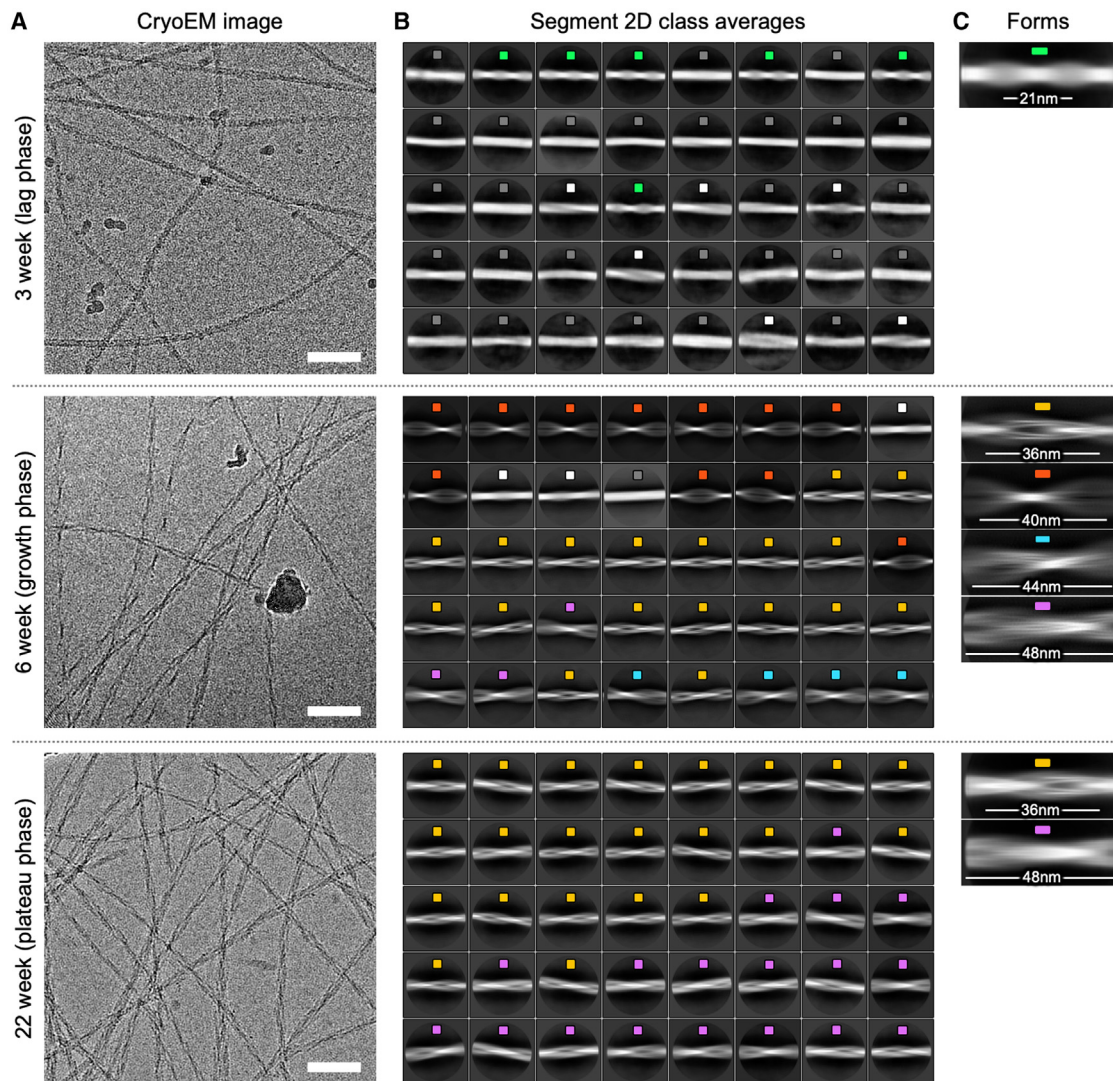 A CryoEM image
B Segment 2D class averages
C Forms
3 week (lag phase)
21nm
6 week (growth phase)
36nm
40nm
44nm
48nm
22 week (plateau phase)
36nm
48nm